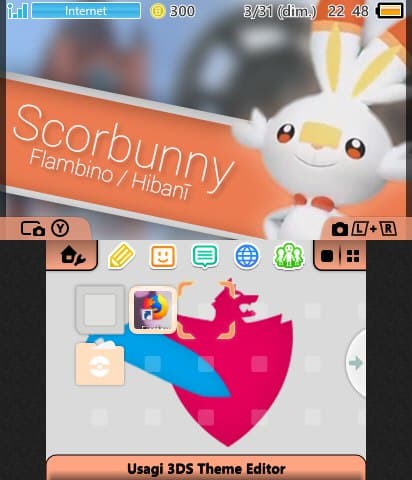 Internet
300
3/31 (dim.)
22 48
Scorbunny
Flambino / Hibanī
Y
L+R
Usagi 3DS Theme Editor